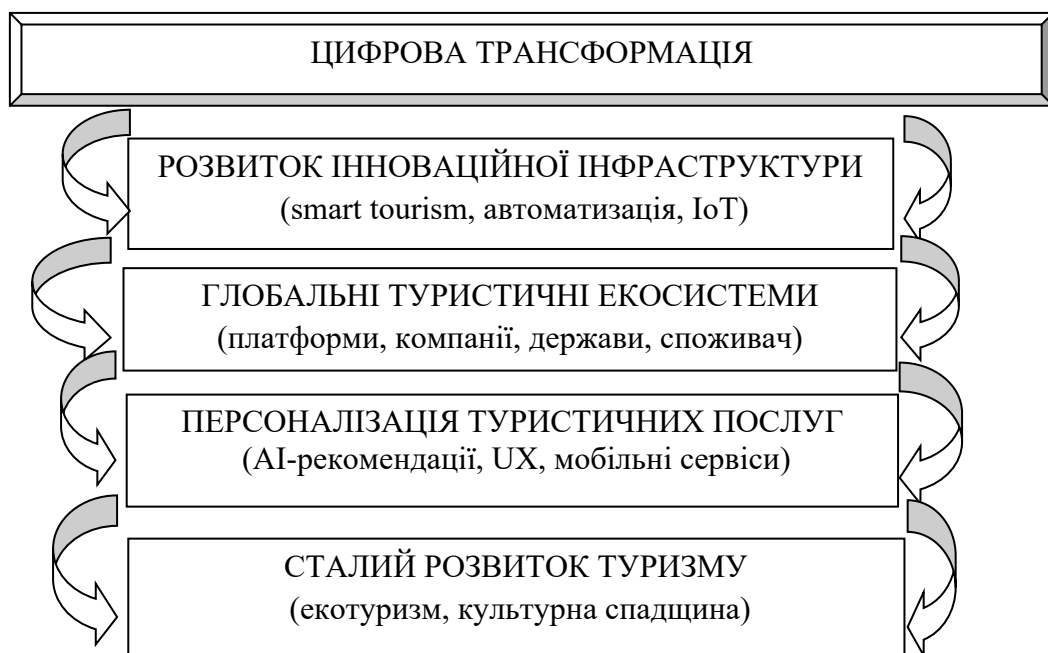 ЦИФРОВА ТРАНСФОРМАЦІЯ
РОЗВИТОК ІННОВАЦІЙНОЇ ІНФРАСТРУКТУРИ
(smart tourism, автоматизація, IoT)
ГЛОБАЛЬНІ ТУРИСТИЧНІ ЕКОСИСТЕМИ
(платформи, компанії, держави, споживач)
ПЕРСОНАЛІЗАЦІЯ ТУРИСТИЧНИХ ПОСЛУГ
(AI-рекомендації, UX, мобільні сервіси)
СТАЛИЙ РОЗВИТОК ТУРИЗМУ
(екотуризм, культурна спадщина)